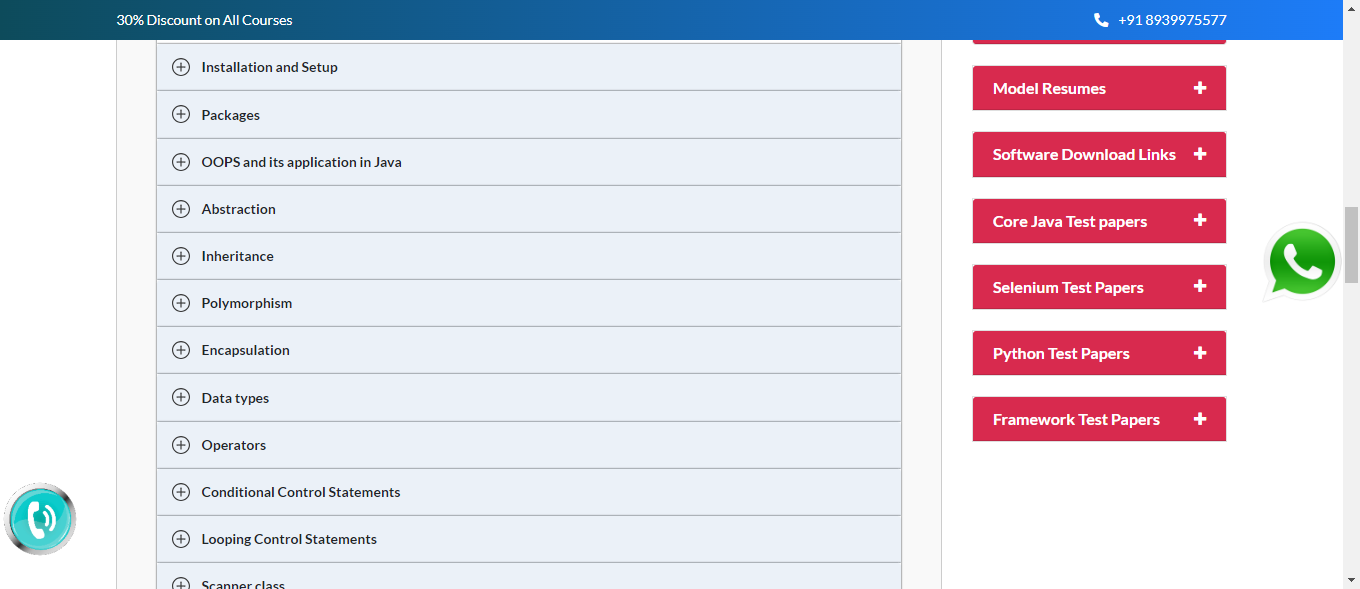 30% Discount on All Courses
+91 8939975577
Installation and Setup
Packages
OOPS and its application in Java
Abstraction
Inheritance
Polymorphism
Encapsulation
Data types
Operators
Conditional Control Statements
Looping Control Statements
Scanner class
Model Resumes
Software Download Links
Core Java Test papers
Selenium Test Papers
Python Test Papers
Framework Test Papers